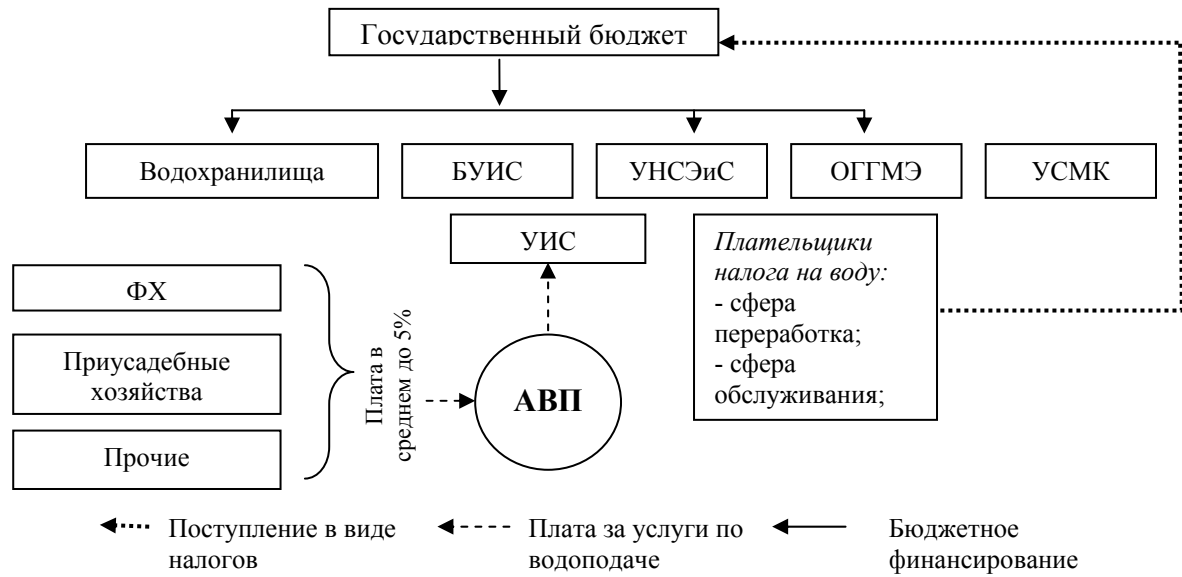 Государственный бюджет
Водохранилища
БУИС
УНСЭиС
ОГГМЭ
УСМК
УИС
Плательщики
налога на воду:
- сфера
переработка;
- сфера
обслуживания;
ФХ
Приусадебные
хозяйства
Прочие
Плата в
среднем до 5%
АВП
Поступление в виде
налогов
Плата за услуги по
водоподаче
Бюджетное
финансирование